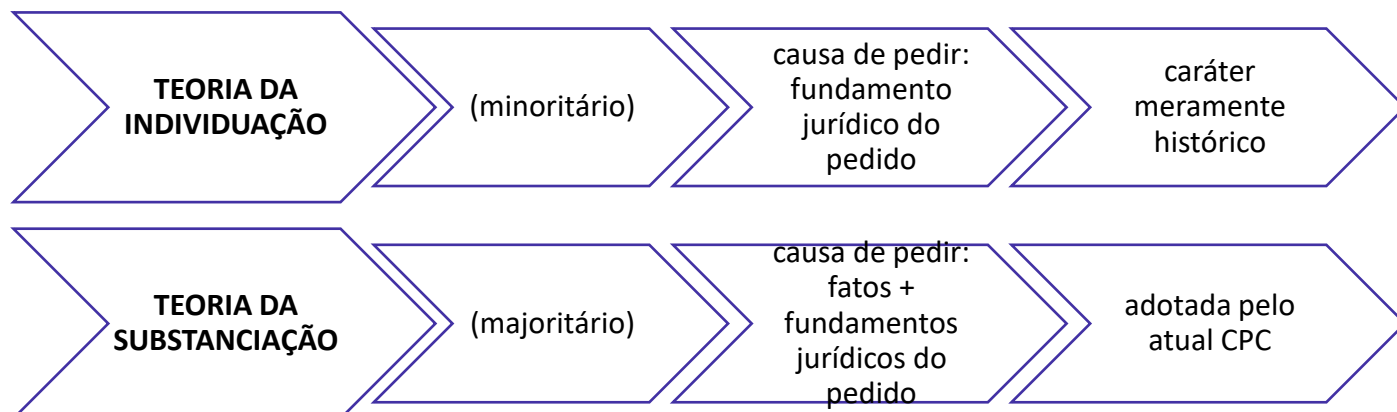 TEORIA DA
INDIVIDUAÇÃO
(minoritário)
causa de pedir:
fundamento
jurídico do
pedido
caráter
meramente
histórico
TEORIA DA
SUBSTANCIAÇÃO
(majoritário)
causa de pedir:
fatos +
fundamentos
jurídicos do
pedido
adotada pelo
atual CPC